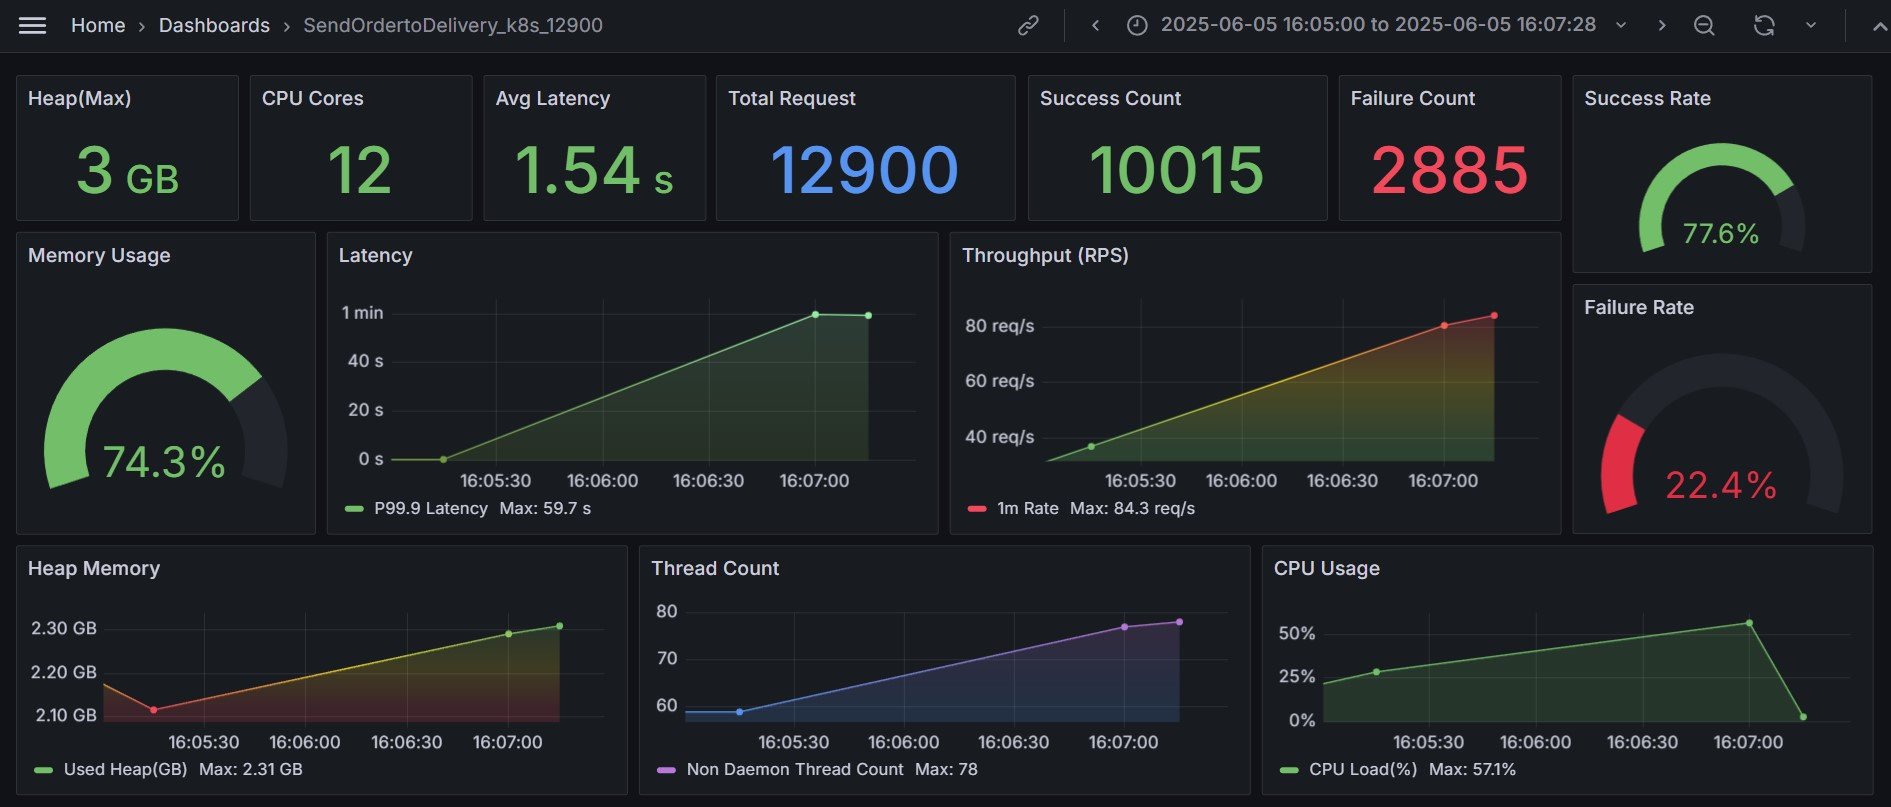 Home › Dashboards › SendOrdertoDelivery_k8s_12900
2025-06-05 16:05:00 to 2025-06-05 16:07:28
Heap(Max)
3 GB
CPU Cores
12
Avg Latency
1.54 s
Total Request
12900
Success Count
10015
Failure Count
2885
Success Rate
77.6%
Memory Usage
74.3%
Latency
1 min
40 s
20 s
0 s
16:05:30 16:06:00 16:06:30 16:07:00
P99.9 Latency Max: 59.7 s
Throughput (RPS)
80 req/s
60 req/s
40 req/s
16:05:30 16:06:00 16:06:30 16:07:00
1m Rate Max: 84.3 req/s
Failure Rate
22.4%
Heap Memory
2.30 GB
2.20 GB
2.10 GB
16:05:30 16:06:00 16:06:30 16:07:00
Used Heap(GB) Max: 2.31 GB
Thread Count
80
70
60
16:05:30 16:06:00 16:06:30 16:07:00
Non Daemon Thread Count Max: 78
CPU Usage
50%
25%
0%
16:05:30 16:06:00 16:06:30 16:07:00
CPU Load(%) Max: 57.1%